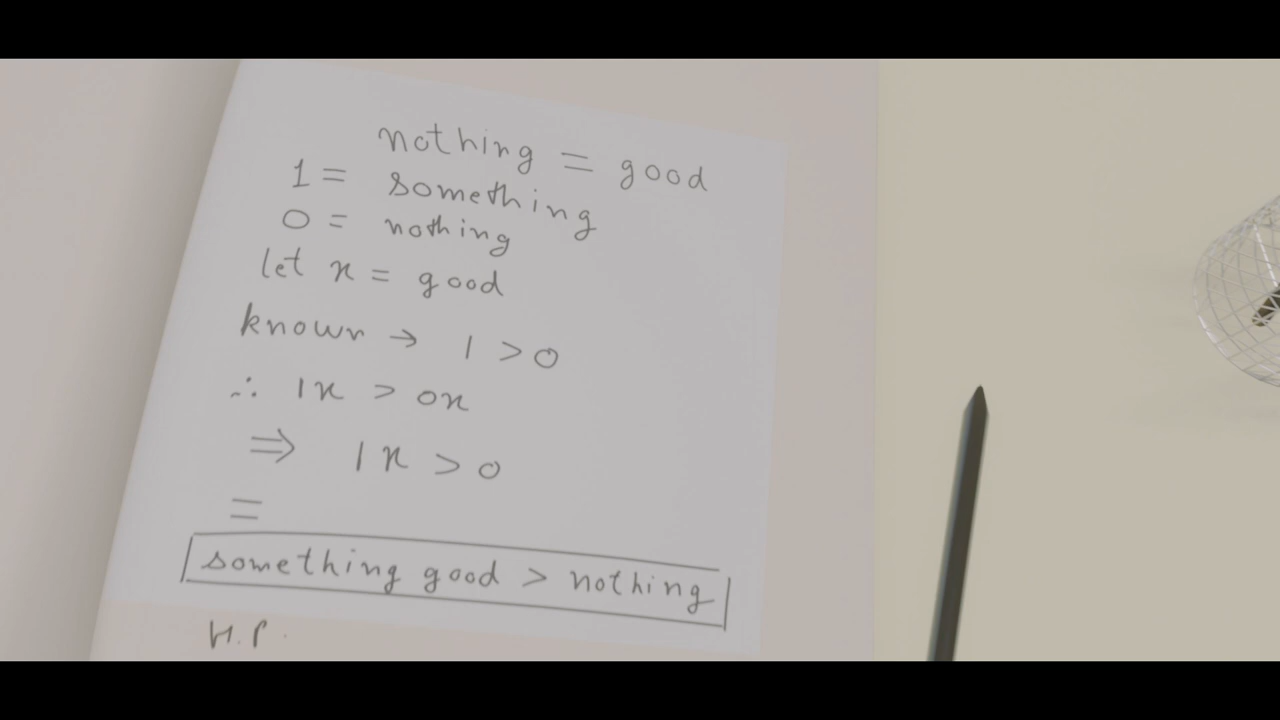 nothing = good
1 = something
0 = nothing
let x = good
known → 1 > 0
∴ 1x > 0x
⇒ 1x > 0
=
something good > nothing
H.P.